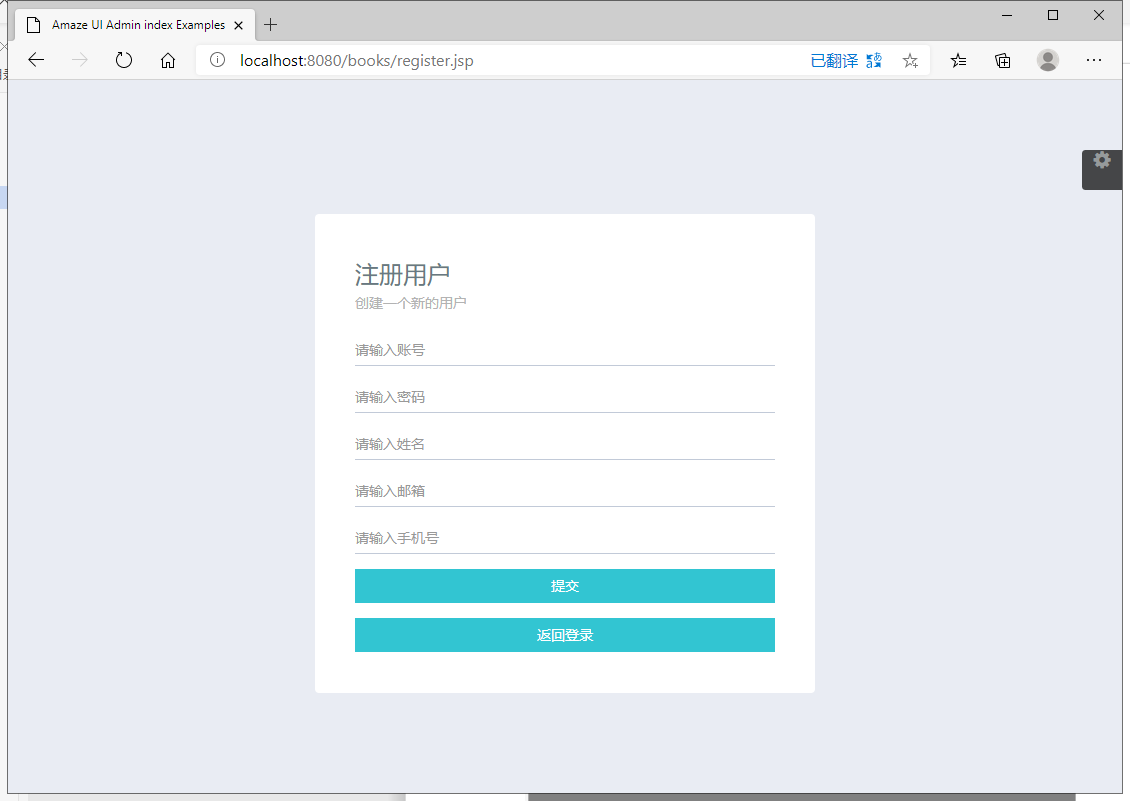 Amaze UI Admin index Examples
localhost:8080/books/register.jsp
已翻译
注册用户
创建一个新的用户
请输入账号
请输入密码
请输入姓名
请输入邮箱
请输入手机号
提交
返回登录